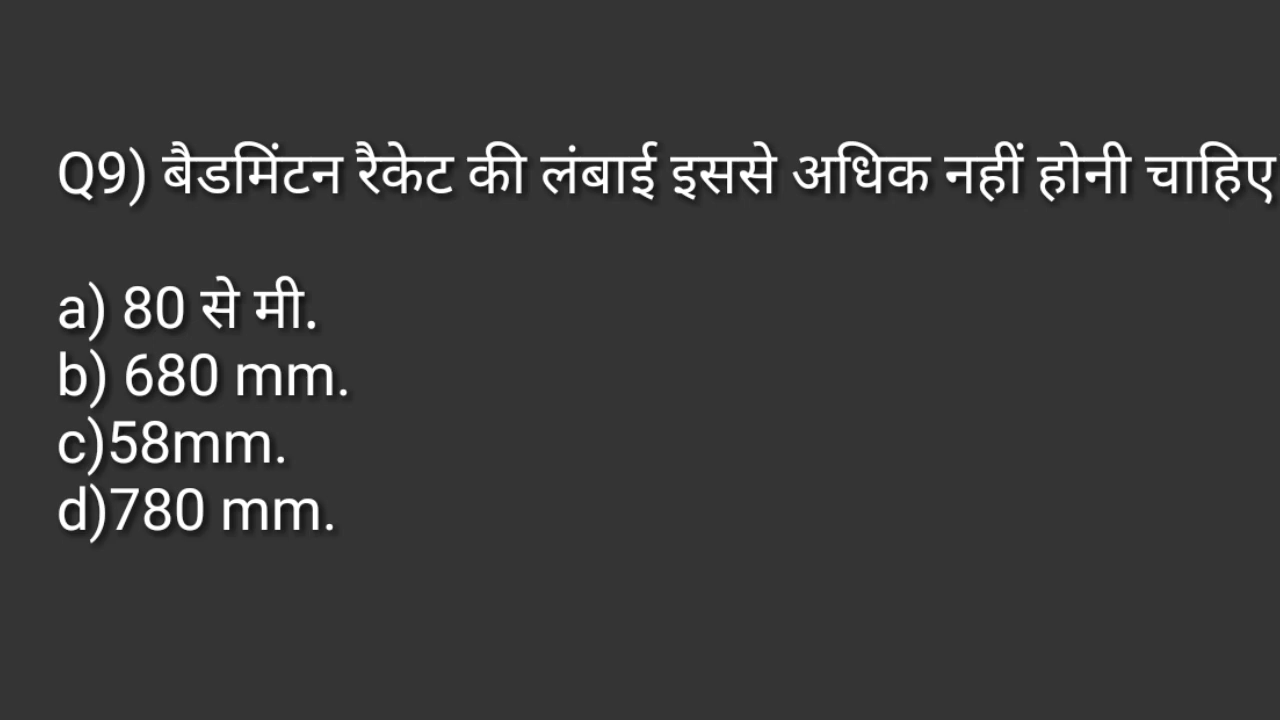 Q9) बैडमिंटन रैकेट की लंबाई इससे अधिक नहीं होनी चाहिए
a) 80 से मी.
b) 680 mm.
c)58mm.
d)780 mm.